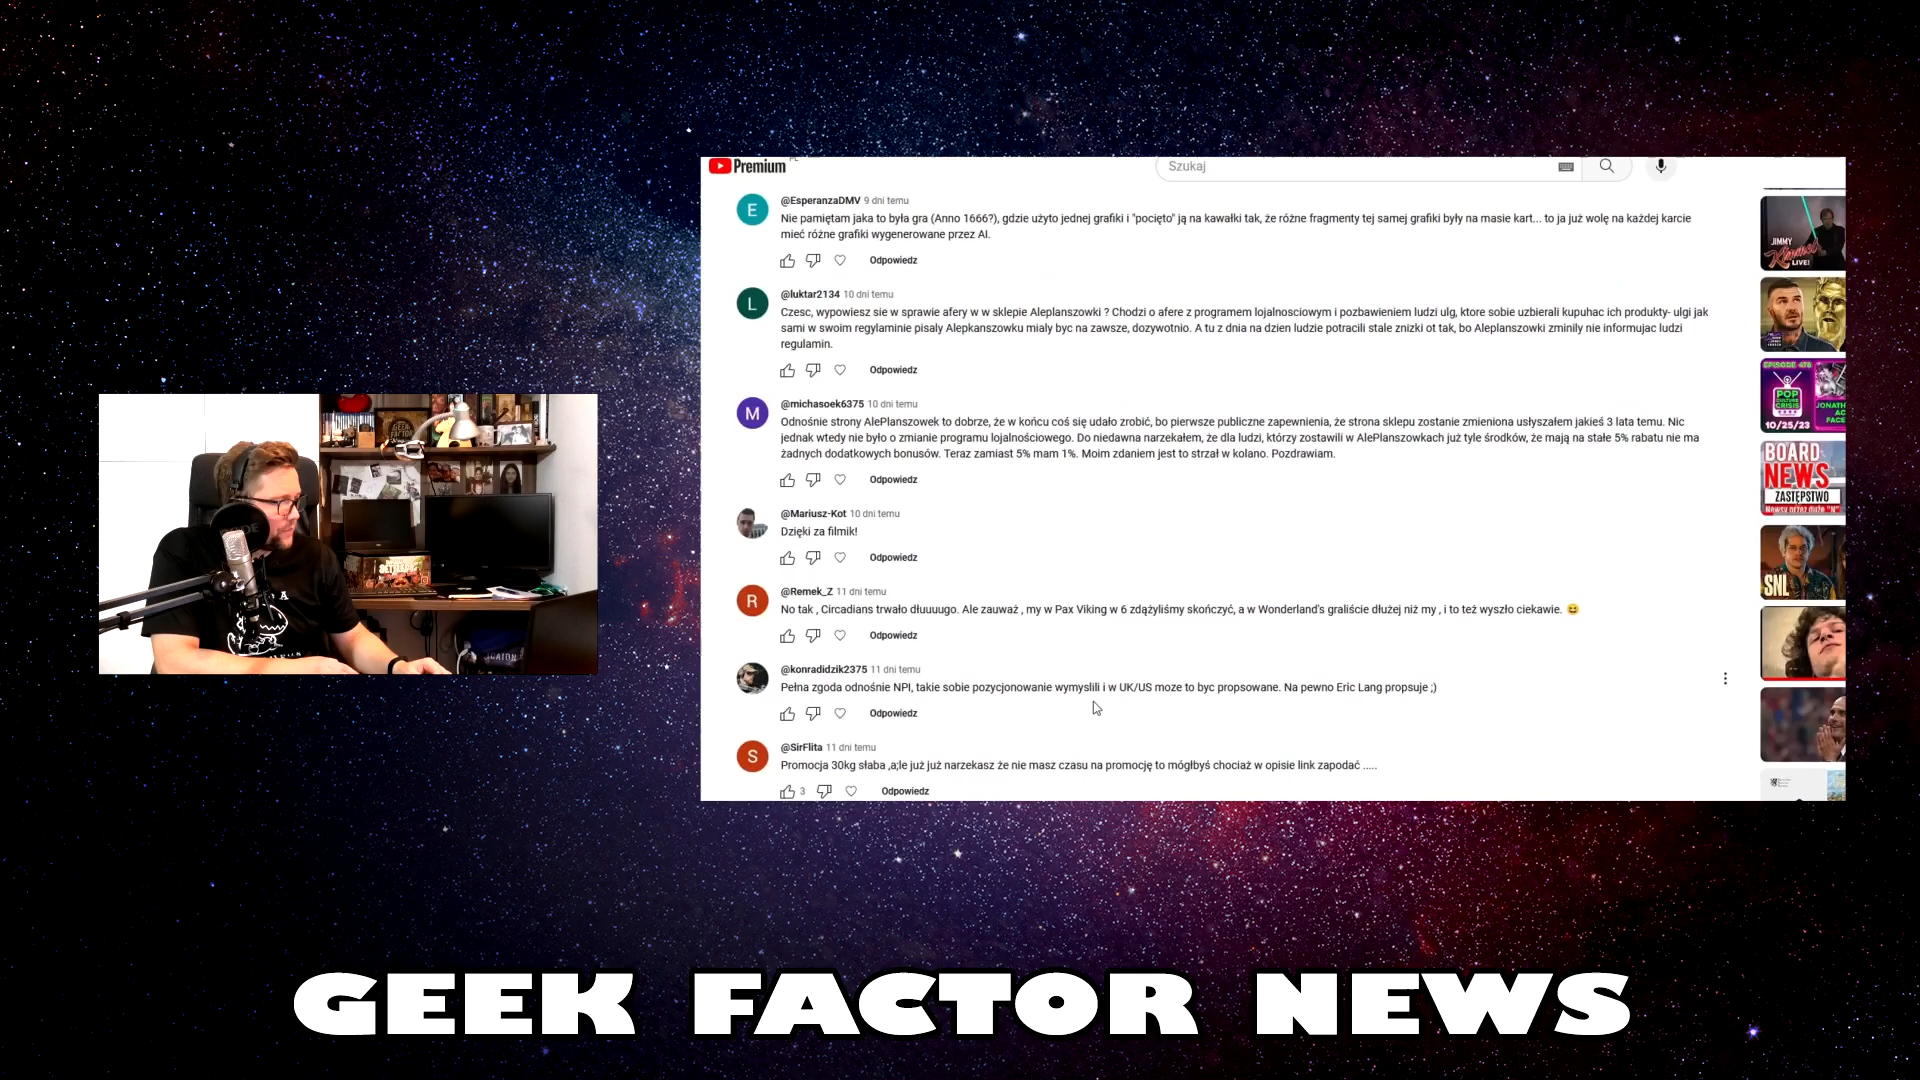 Premium
PL
Szukaj
@EsperanzaDMV 9 dni temu
Nie pamiętam jaka to była gra (Anno 1666?), gdzie użyto jednej grafiki i "pocięto" ją na kawałki tak, że różne fragmenty tej samej grafiki były na masie kart... to ja już wolę na każdej karcie
mieć różne grafiki wygenerowane przez AI.
Odpowiedz
@luktar2134 10 dni temu
Czesc, wypowiesz sie w sprawie afery w w sklepie Aleplanszowki ? Chodzi o afere z programem lojalnosciowym i pozbawieniem ludzi ulg, ktore sobie uzbierali kupuhac ich produkty- ulgi jak
sami w swoim regylaminie pisaly Alepkanszowku mialy byc na zawsze, dozywotnio. A tu z dnia na dzien ludzie potracili stale znizki ot tak, bo Aleplanszowki zminily nie informujac ludzi
regulamin.
Odpowiedz
@michasoek6375 10 dni temu
Odnośnie strony AlePlanszowek to dobrze, że w końcu coś się udało zrobić, bo pierwsze publiczne zapewnienia, że strona sklepu zostanie zmieniona usłyszałem jakieś 3 lata temu. Nic
jednak wtedy nie było o zmianie programu lojalnościowego. Do niedawna narzekałem, że dla ludzi, którzy zostawili w AlePlanszowkach już tyle środków, że mają na stałe 5% rabatu nie ma
żadnych dodatkowych bonusów. Teraz zamiast 5% mam 1%. Moim zdaniem jest to strzał w kolano. Pozdrawiam.
Odpowiedz
@Mariusz-Kot 10 dni temu
Dzięki za filmik!
Odpowiedz
@Remek_Z 11 dni temu
No tak , Circadians trwało dłuuuugo. Ale zauważ , my w Pax Viking w 6 zdążyliśmy skończyć, a w Wonderland's graliście dłużej niż my , i to też wyszło ciekawie. 😆
Odpowiedz
@konradidzik2375 11 dni temu
Pełna zgoda odnośnie NPI, takie sobie pozycjonowanie wymyslili i w UK/US moze to byc propsowane. Na pewno Eric Lang propsuje ;)
Odpowiedz
@SirFlita 11 dni temu
Promocja 30kg słaba ,a;le już już narzekasz że nie masz czasu na promocję to mógłbyś chociaż w opisie link zapodać .....
3 Odpowiedz
JIMMY
Kimmel
LIVE!
EPISODE 476
POP
CULTURE
CRISIS
10/25/23
BOARD
NEWS
ZASTĘPSTWO
SNL
GEEK FACTOR NEWS